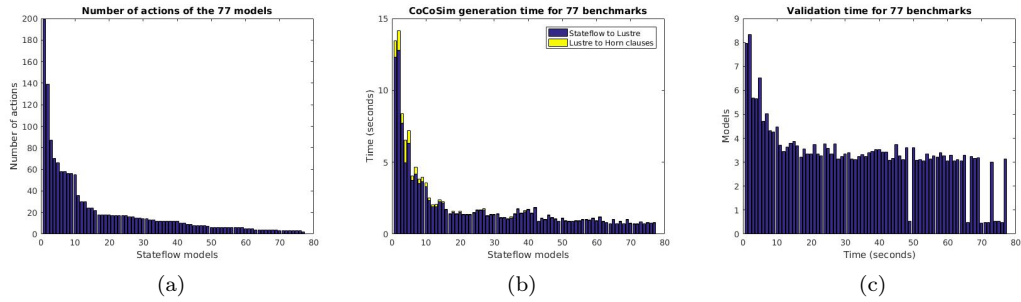 Number of actions of the 77 models
200
180
160
140
120
100
80
60
40
20
0
Number of actions
0 10 20 30 40 50 60 70 80
Stateflow models
(a)
CoCoSim generation time for 77 benchmarks
Stateflow to Lustre
Lustre to Horn clauses
15
10
5
0
Time (seconds)
0 10 20 30 40 50 60 70 80
Stateflow models
(b)
Validation time for 77 benchmarks
9
8
7
6
5
4
3
2
1
0
Models
0 10 20 30 40 50 60 70 80
Time (seconds)
(c)